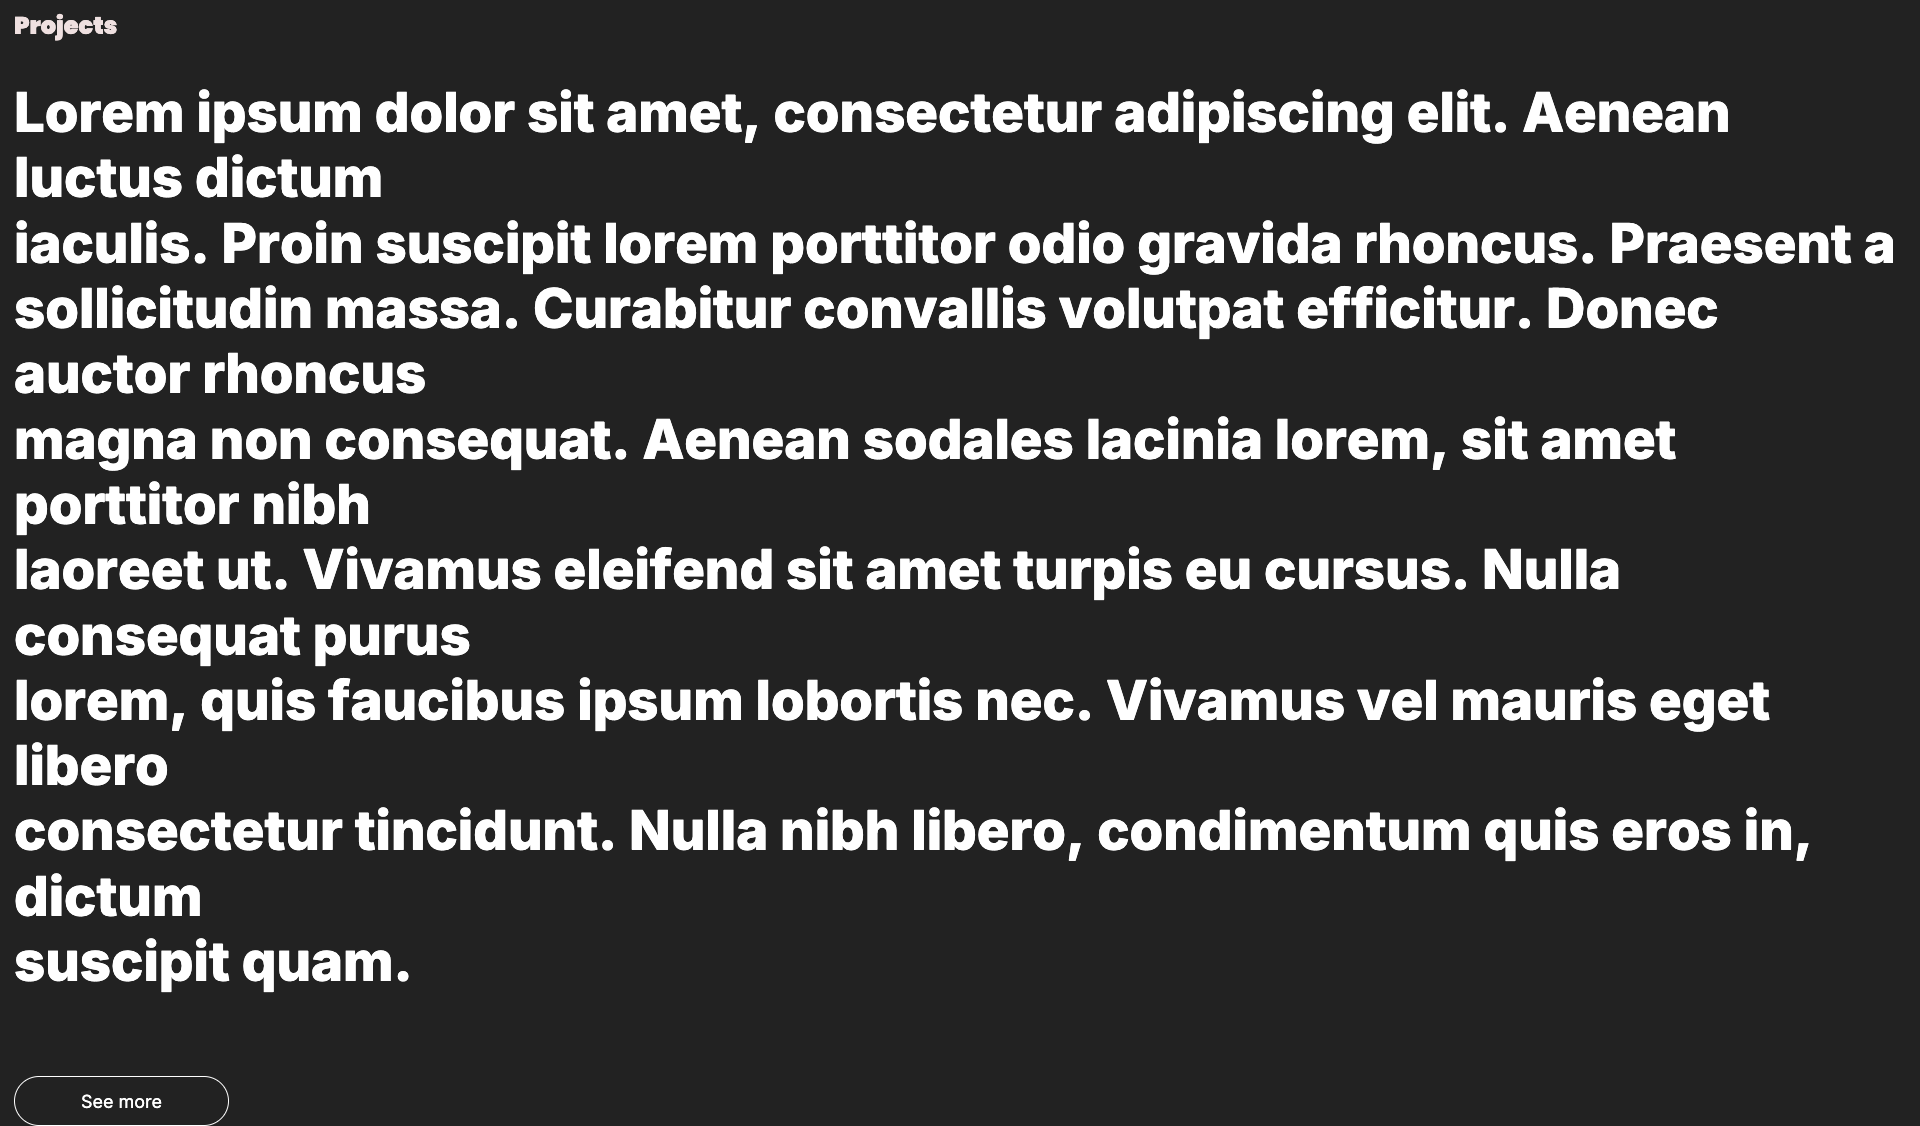 Projects
Lorem ipsum dolor sit amet, consectetur adipiscing elit. Aenean
luctus dictum
iaculis. Proin suscipit lorem porttitor odio gravida rhoncus. Praesent a
sollicitudin massa. Curabitur convallis volutpat efficitur. Donec
auctor rhoncus
magna non consequat. Aenean sodales lacinia lorem, sit amet
porttitor nibh
laoreet ut. Vivamus eleifend sit amet turpis eu cursus. Nulla
consequat purus
lorem, quis faucibus ipsum lobortis nec. Vivamus vel mauris eget
libero
consectetur tincidunt. Nulla nibh libero, condimentum quis eros in,
dictum
suscipit quam.
See more